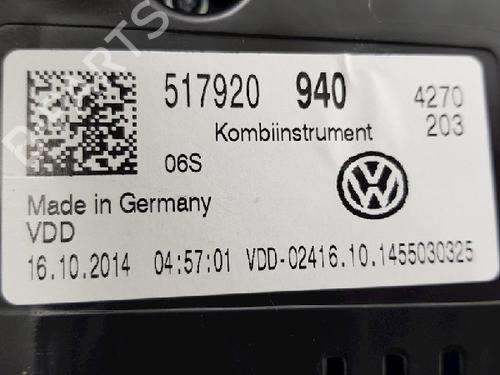 517920 940 4270
Kombiinstrument 203
06S
Made in Germany
VDD
16.10.2014 04:57:01 VDD-02416.10.1455030325